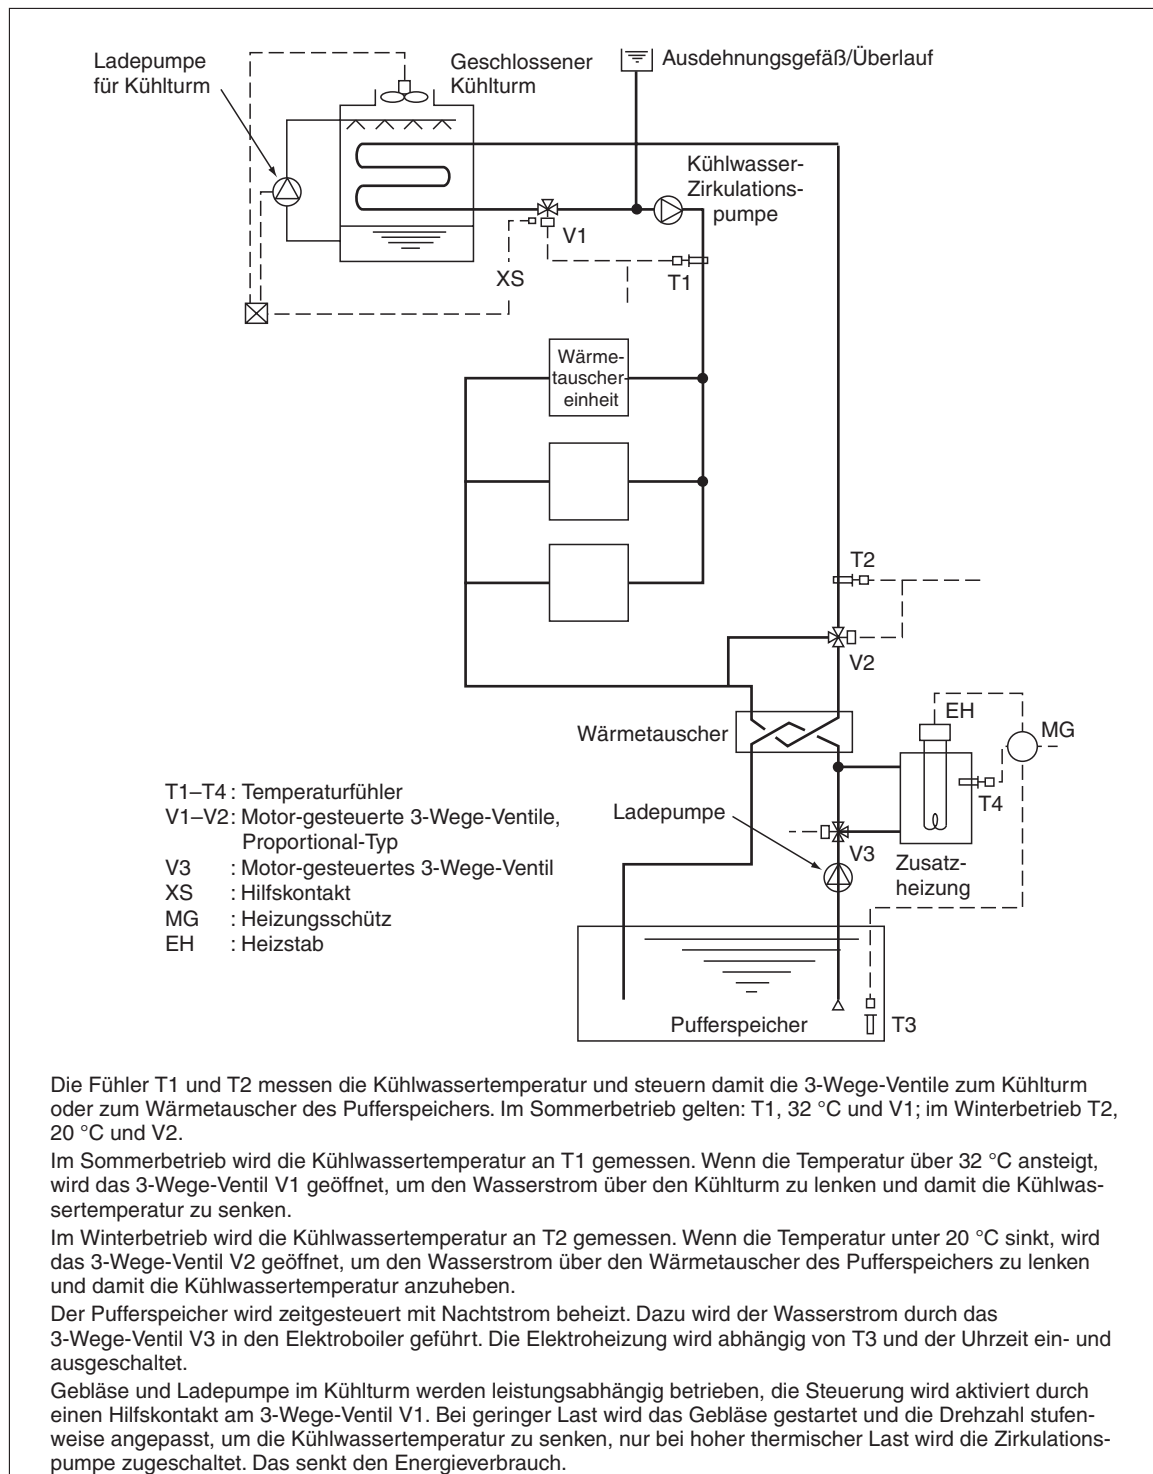 Ladepumpe
für Kühlturm
Geschlossener
Kühlturm
Ausdehnungsgefäß/Überlauf
Kühlwasser-
Zirkulations-
pumpe
V1
XS
T1
Wärme-
tauscher-
einheit
T2
V2
Wärmetauscher
EH
MG
T4
Ladepumpe
V3
Zusatz-
heizung
T1–T4 : Temperaturfühler
V1–V2: Motor-gesteuerte 3-Wege-Ventile,
Proportional-Typ
V3 : Motor-gesteuertes 3-Wege-Ventil
XS : Hilfskontakt
MG : Heizungsschütz
EH : Heizstab
Pufferspeicher
T3
Die Fühler T1 und T2 messen die Kühlwassertemperatur und steuern damit die 3-Wege-Ventile zum Kühlturm
oder zum Wärmetauscher des Pufferspeichers. Im Sommerbetrieb gelten: T1, 32 °C und V1; im Winterbetrieb T2,
20 °C und V2.
Im Sommerbetrieb wird die Kühlwassertemperatur an T1 gemessen. Wenn die Temperatur über 32 °C ansteigt,
wird das 3-Wege-Ventil V1 geöffnet, um den Wasserstrom über den Kühlturm zu lenken und damit die Kühlwas-
sertemperatur zu senken.
Im Winterbetrieb wird die Kühlwassertemperatur an T2 gemessen. Wenn die Temperatur unter 20 °C sinkt, wird
das 3-Wege-Ventil V2 geöffnet, um den Wasserstrom über den Wärmetauscher des Pufferspeichers zu lenken
und damit die Kühlwassertemperatur anzuheben.
Der Pufferspeicher wird zeitgesteuert mit Nachtstrom beheizt. Dazu wird der Wasserstrom durch das
3-Wege-Ventil V3 in den Elektroboiler geführt. Die Elektroheizung wird abhängig von T3 und der Uhrzeit ein- und
ausgeschaltet.
Gebläse und Ladepumpe im Kühlturm werden leistungsabhängig betrieben, die Steuerung wird aktiviert durch
einen Hilfskontakt am 3-Wege-Ventil V1. Bei geringer Last wird das Gebläse gestartet und die Drehzahl stufen-
weise angepasst, um die Kühlwassertemperatur zu senken, nur bei hoher thermischer Last wird die Zirkulations-
pumpe zugeschaltet. Das senkt den Energieverbrauch.